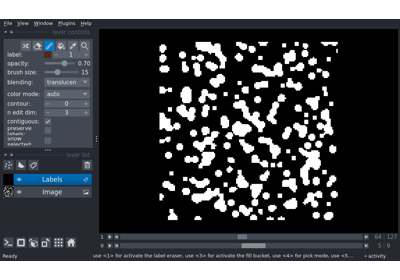 File View Window Plugins Help
layer controls
label: 1
opacity: 0.70
brush size: 15
blending: translucen
color mode: auto
contour: 0
n edit dim: 3
contiguous:
preserve labels:
show selected:
layer list
Labels
Image
1 64 127
0 5 9
Ready
use <1> for activate the label eraser, use <3> for activate the fill bucket, use <4> for pick mode, use <5...
activity